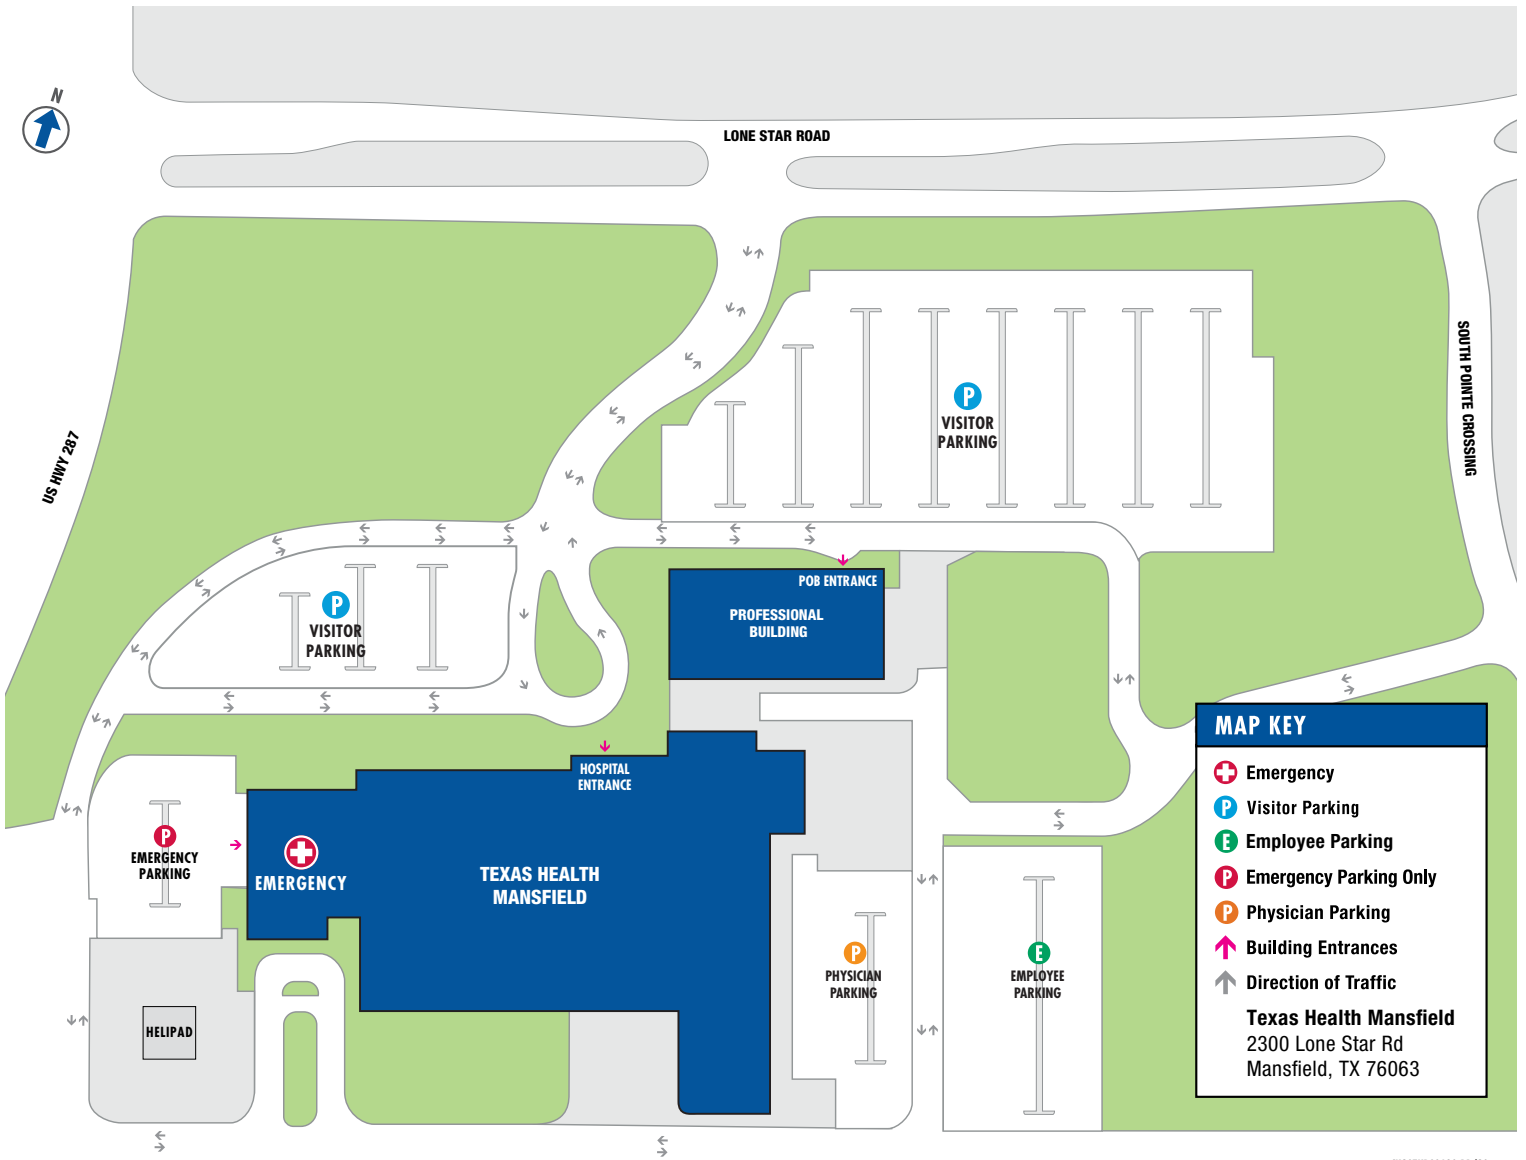 N
LONE STAR ROAD
US HWY 287
SOUTH POINTE CROSSING
P
VISITOR
PARKING
P
VISITOR
PARKING
POB ENTRANCE
PROFESSIONAL
BUILDING
HOSPITAL
ENTRANCE
P
EMERGENCY
PARKING
EMERGENCY
TEXAS HEALTH
MANSFIELD
P
PHYSICIAN
PARKING
E
EMPLOYEE
PARKING
HELIPAD
MAP KEY
Emergency
P Visitor Parking
E Employee Parking
P Emergency Parking Only
P Physician Parking
Building Entrances
Direction of Traffic
Texas Health Mansfield
2300 Lone Star Rd
Mansfield, TX 76063